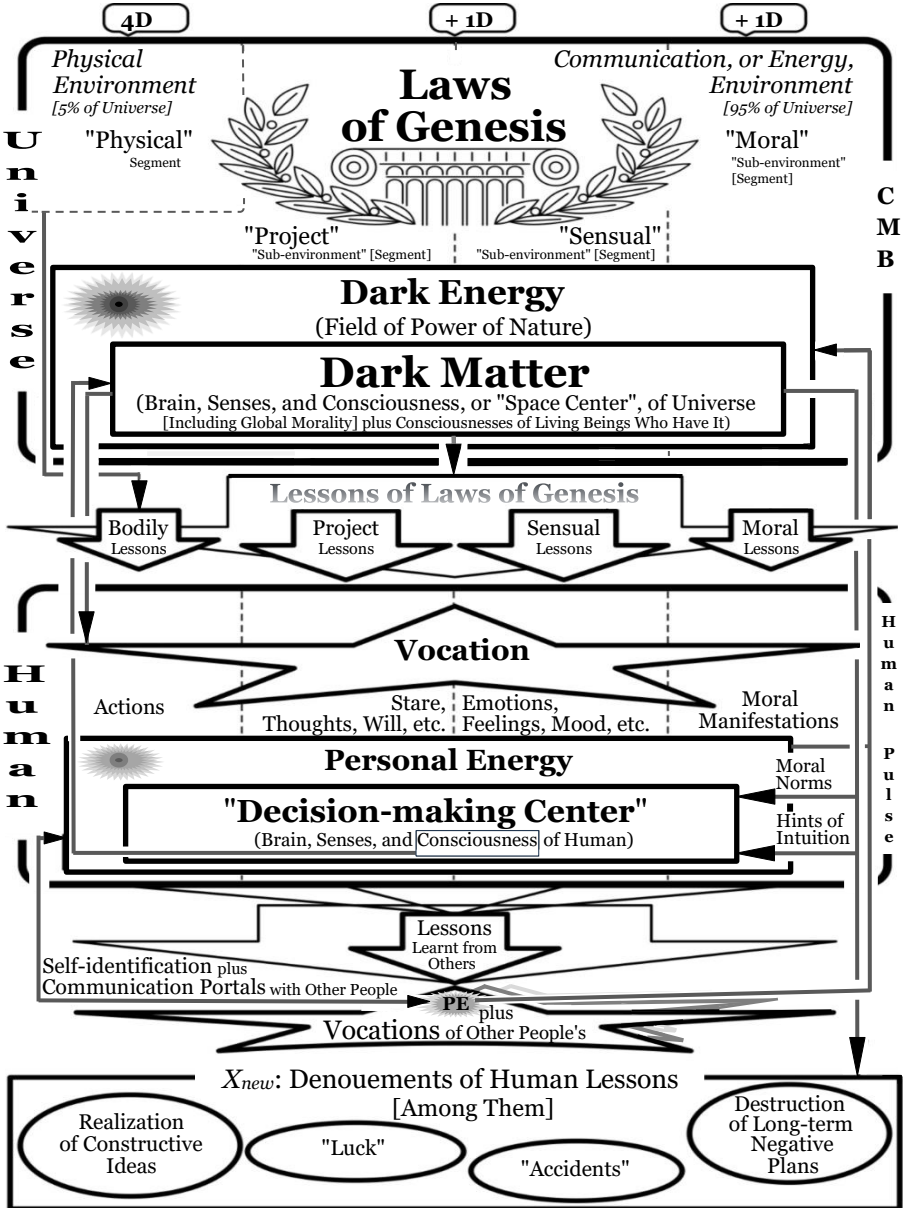 4D
+ 1D
+ 1D
Physical
Environment
[5% of Universe]
Communication, or Energy,
Environment
[95% of Universe]
Laws
of Genesis
"Physical"
Segment
"Moral"
"Sub-environment"
[Segment]
Universe
CMB
"Project"
"Sub-environment" [Segment]
"Sensual"
"Sub-environment" [Segment]
Dark Energy
(Field of Power of Nature)
Dark Matter
(Brain, Senses, and Consciousness, or "Space Center", of Universe
[Including Global Morality] plus Consciousnesses of Living Beings Who Have It)
Lessons of Laws of Genesis
Bodily
Lessons
Project
Lessons
Sensual
Lessons
Moral
Lessons
Human
Human Pulse
Vocation
Actions
Stare,
Thoughts, Will, etc.
Emotions,
Feelings, Mood, etc.
Moral
Manifestations
Personal Energy
Moral
Norms
"Decision-making Center"
(Brain, Senses, and Consciousness of Human)
Hints of
Intuition
Lessons
Learnt from
Others
Self-identification plus
Communication Portals with Other People
PE
plus
Vocations of Other People's
Xnew: Denouements of Human Lessons
[Among Them]
Realization
of Constructive
Ideas
"Luck"
"Accidents"
Destruction
of Long-term
Negative
Plans